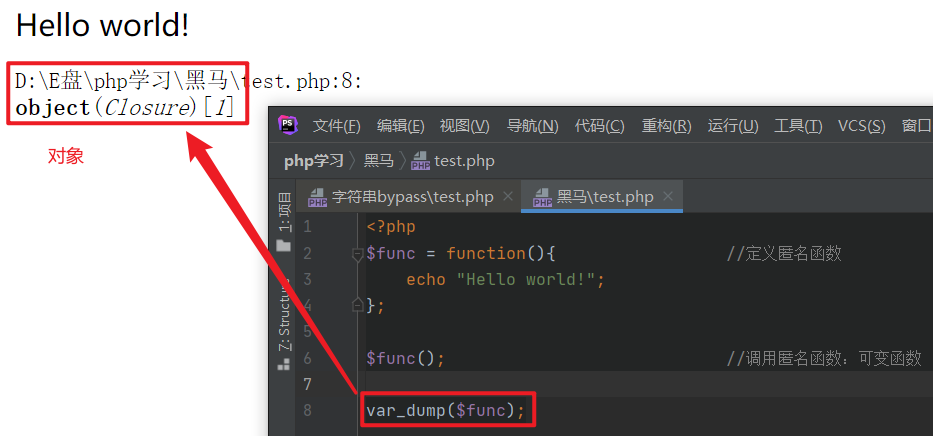 Hello world!
D:\E盘\php学习\黑马\test.php:8:
object(Closure)[1]
对象
PS
文件(F) 编辑(E) 视图(V) 导航(N) 代码(C) 重构(R) 运行(U) 工具(T) VCS(S) 窗口
php学习 〉 黑马 〉 test.php
字符串bypass\test.php × 黑马\test.php ×
1: 项目
Z: Structure
1 <?php
2 $func = function(){ //定义匿名函数
3 echo "Hello world!";
4 };
5
6 $func(); //调用匿名函数：可变函数
7
8 var_dump($func);